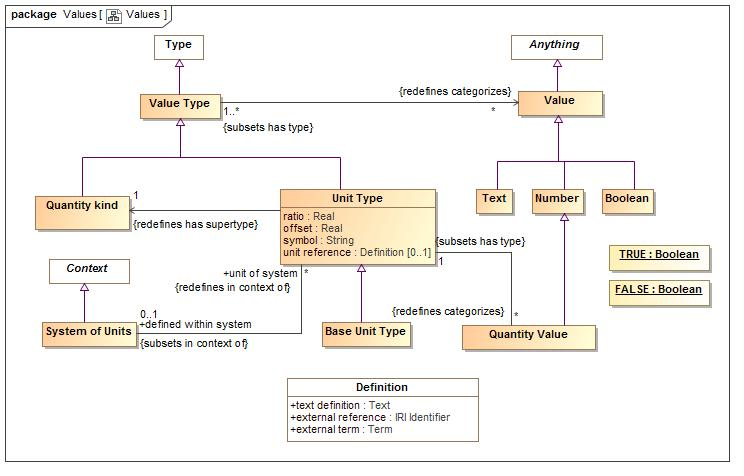 package Values [ Values ]
Type
Anything
Value Type
{redefines categorizes}
Value
1..*
*
{subsets has type}
Quantity kind
1
Unit Type
Text
Number
Boolean
ratio : Real
offset : Real
symbol : String
unit reference : Definition [0..1]
{redefines has supertype}
{subsets has type}
1
TRUE : Boolean
Context
+unit of system
*
{redefines in context of}
FALSE : Boolean
0..1
{redefines categorizes}
*
System of Units
+defined within system
{subsets in context of}
Base Unit Type
Quantity Value
Definition
+text definition : Text
+external reference : IRI Identifier
+external term : Term